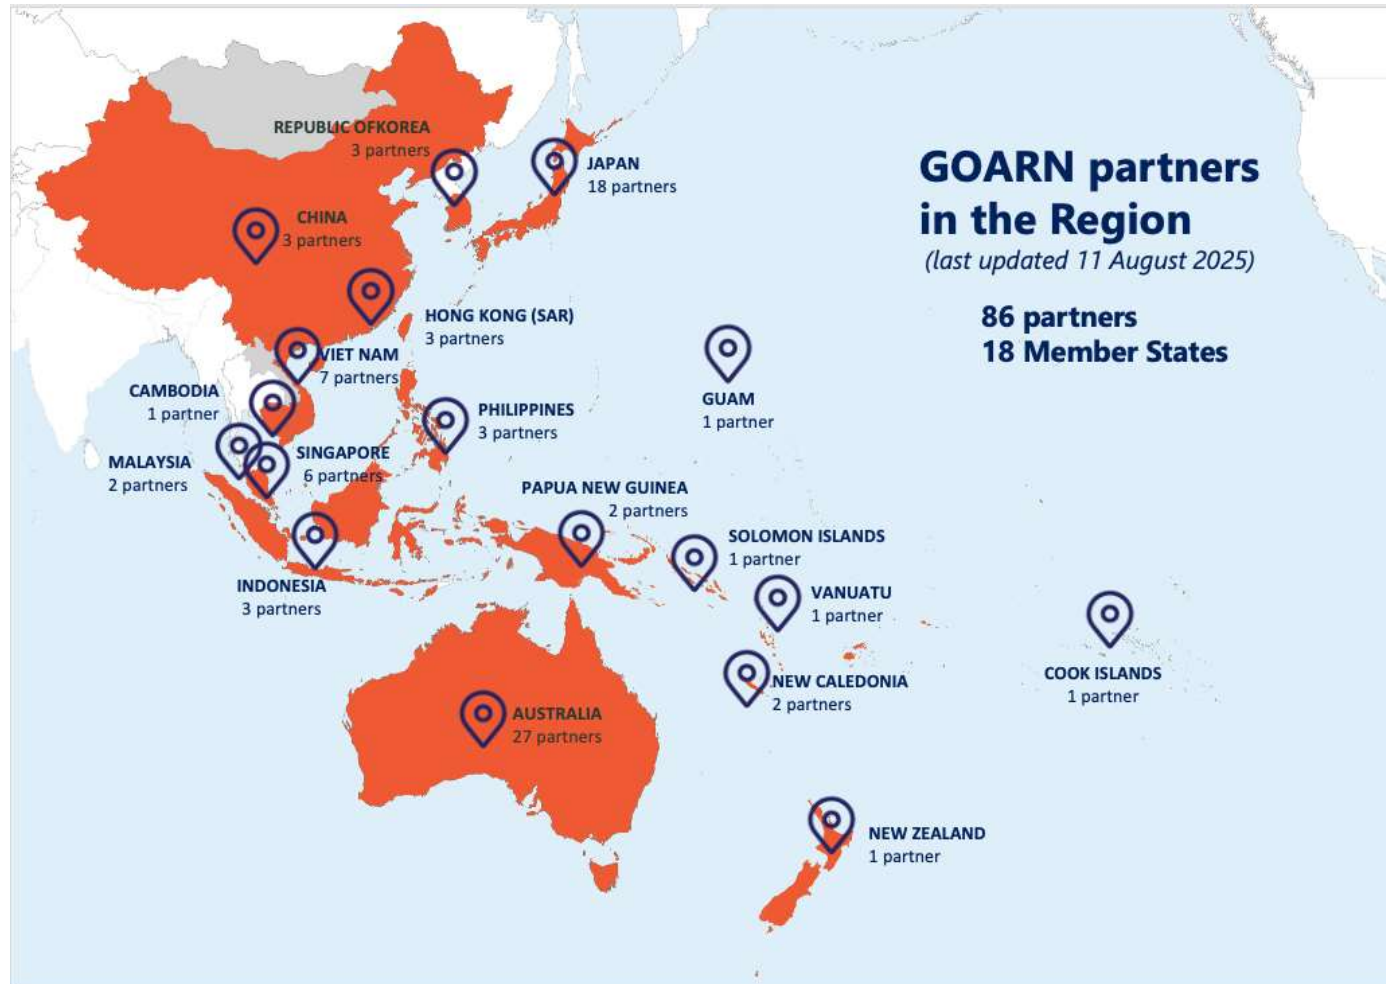 REPUBLIC OFKOREA
3 partners
JAPAN
18 partners
GOARN partners
in the Region
(last updated 11 August 2025)
86 partners
18 Member States
CHINA
3 partners
HONG KONG (SAR)
3 partners
VIET NAM
7 partners
CAMBODIA
1 partner
GUAM
1 partner
PHILIPPINES
3 partners
MALAYSIA
2 partners
SINGAPORE
6 partners
PAPUA NEW GUINEA
2 partners
SOLOMON ISLANDS
1 partner
INDONESIA
3 partners
VANUATU
1 partner
COOK ISLANDS
1 partner
NEW CALEDONIA
2 partners
AUSTRALIA
27 partners
NEW ZEALAND
1 partner